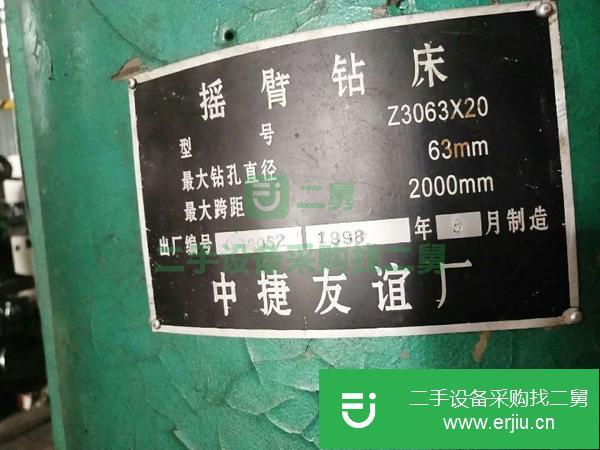 摇臂钻床
型号 Z3063X20
最大钻孔直径 63mm
最大跨距 2000mm
出厂编号 1998 年 5 月制造
中捷友谊厂
二舅
二手设备采购找二舅
二手设备采购找二舅
www.erjiu.cn